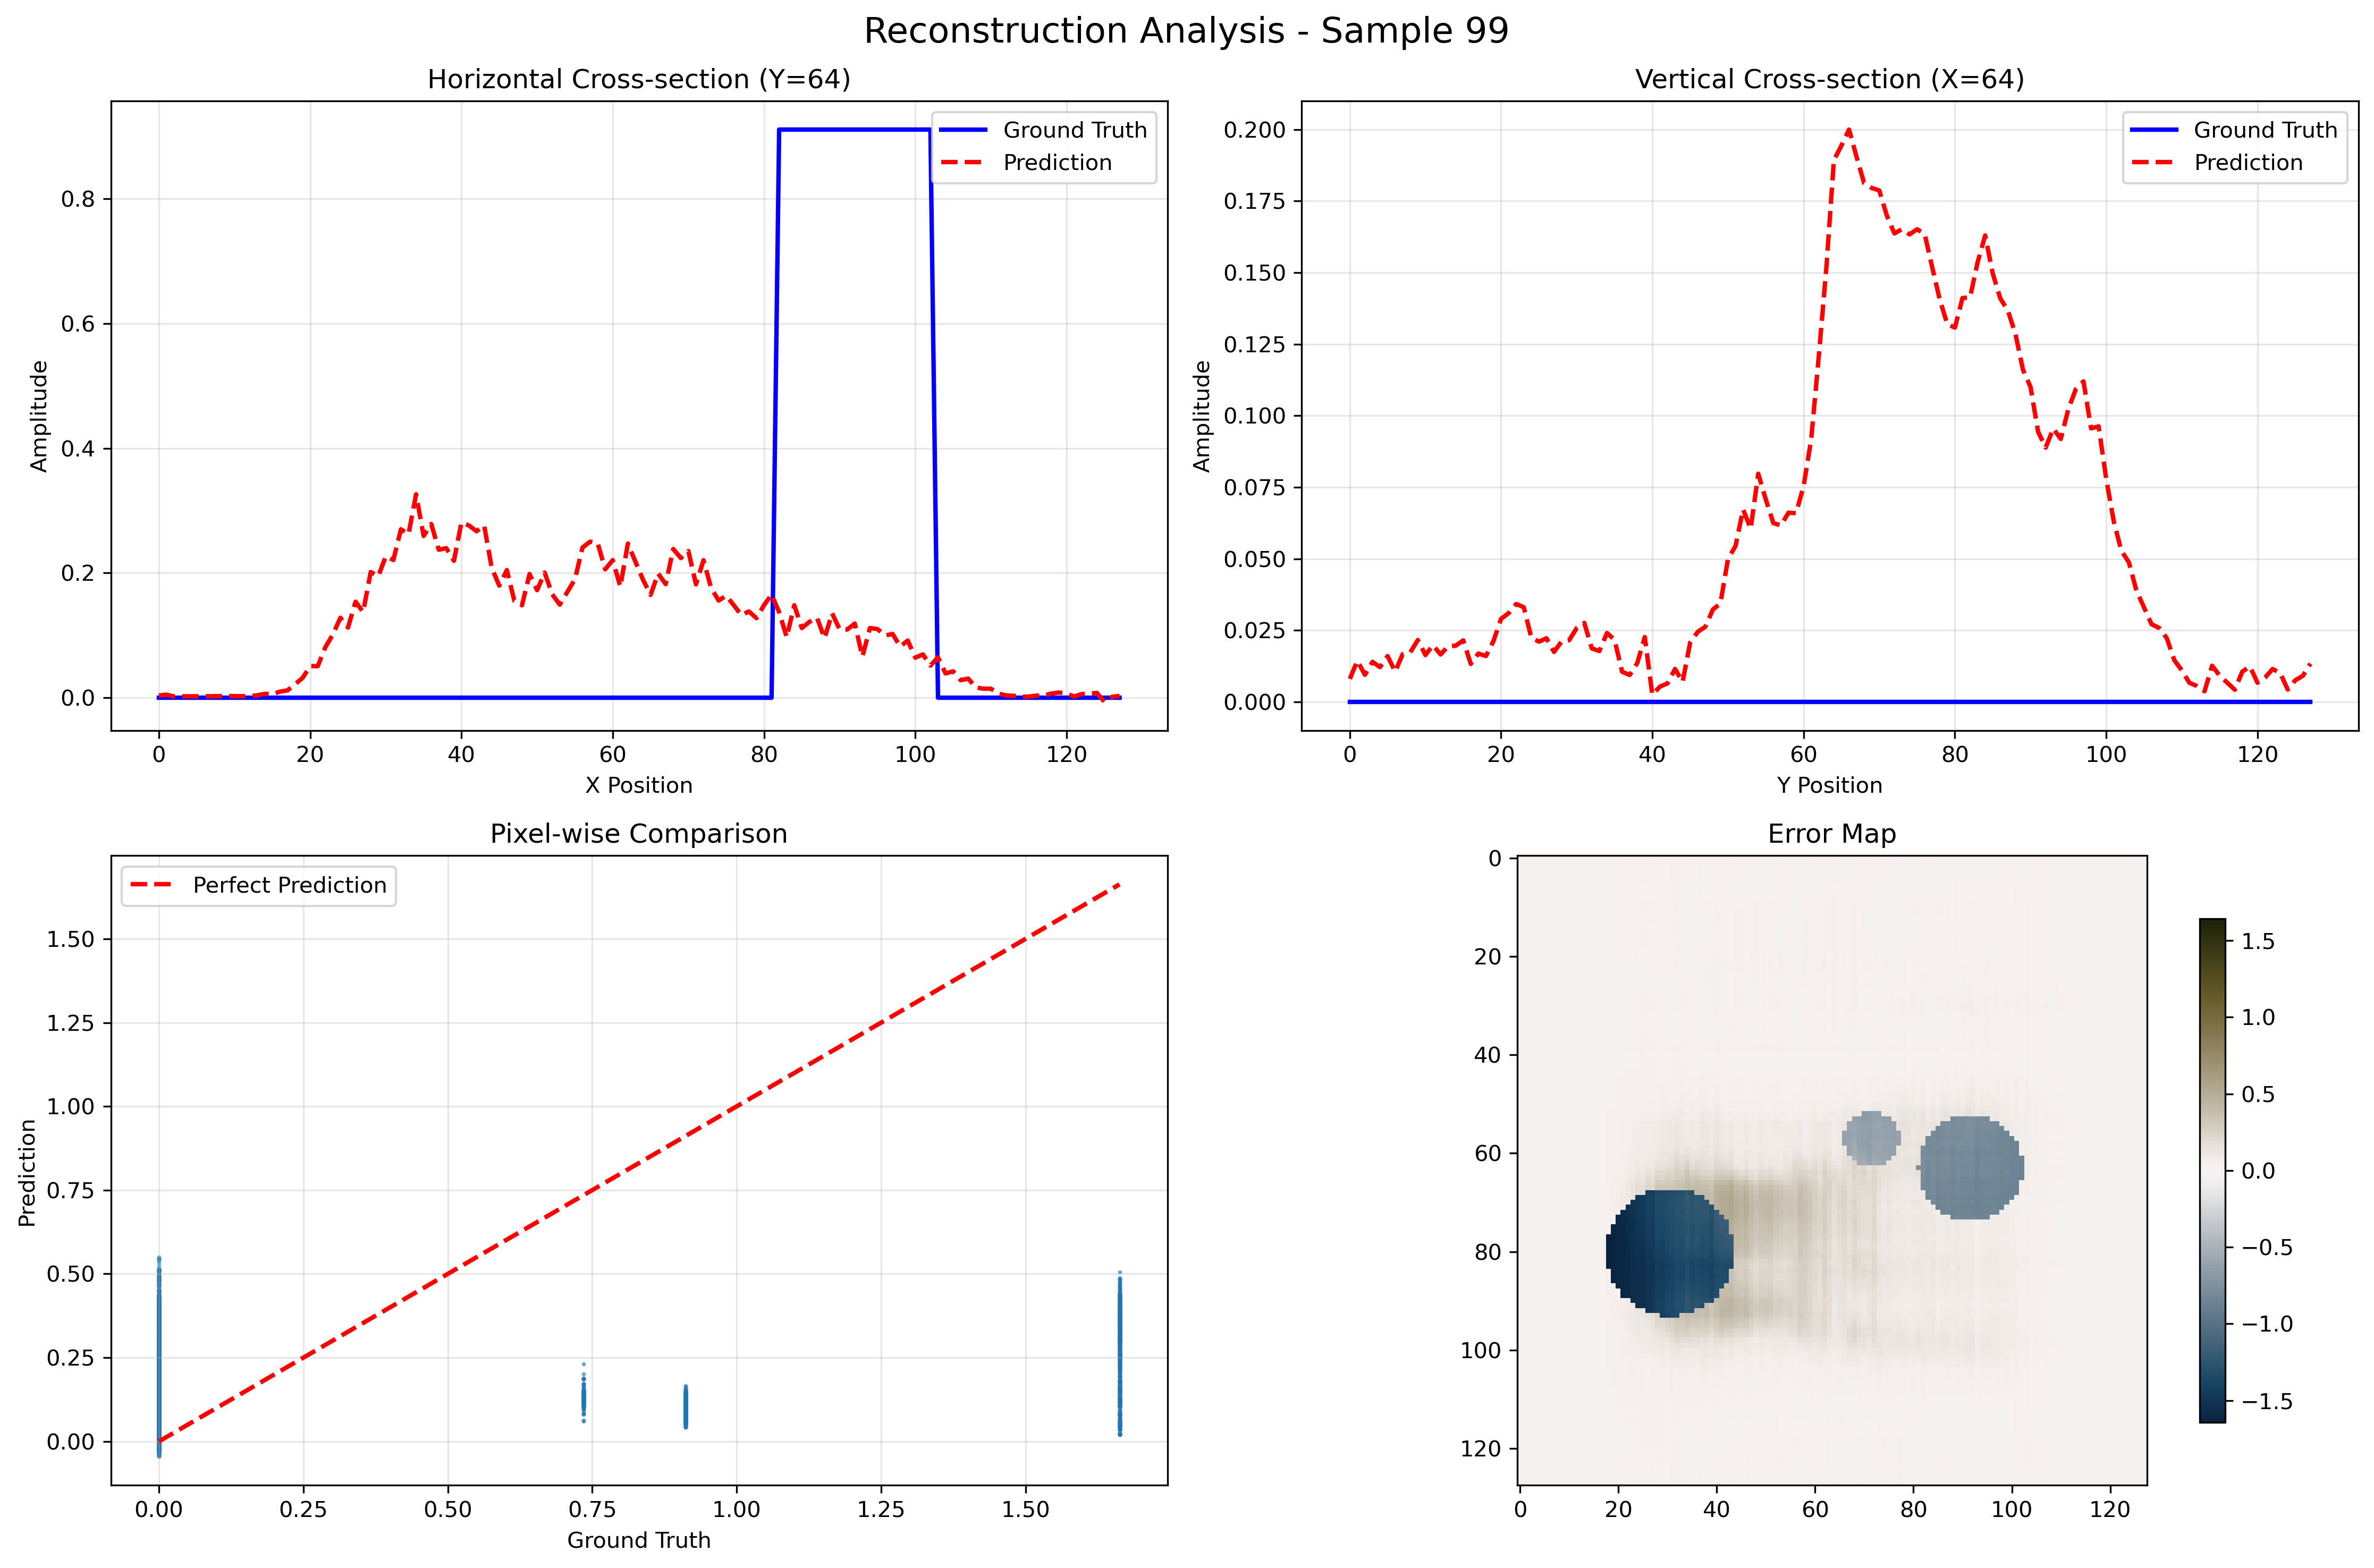 Reconstruction Analysis - Sample 99
Horizontal Cross-section (Y=64)
Ground Truth
Prediction
0.8
0.6
0.4
0.2
0.0
Amplitude
0 20 40 60 80 100 120
X Position
Vertical Cross-section (X=64)
Ground Truth
Prediction
0.200
0.175
0.150
0.125
0.100
0.075
0.050
0.025
0.000
Amplitude
0 20 40 60 80 100 120
Y Position
Pixel-wise Comparison
Perfect Prediction
1.50
1.25
1.00
0.75
0.50
0.25
0.00
Prediction
0.00 0.25 0.50 0.75 1.00 1.25 1.50
Ground Truth
Error Map
0
20
40
60
80
100
120
0 20 40 60 80 100 120
1.5
1.0
0.5
0.0
−0.5
−1.0
−1.5